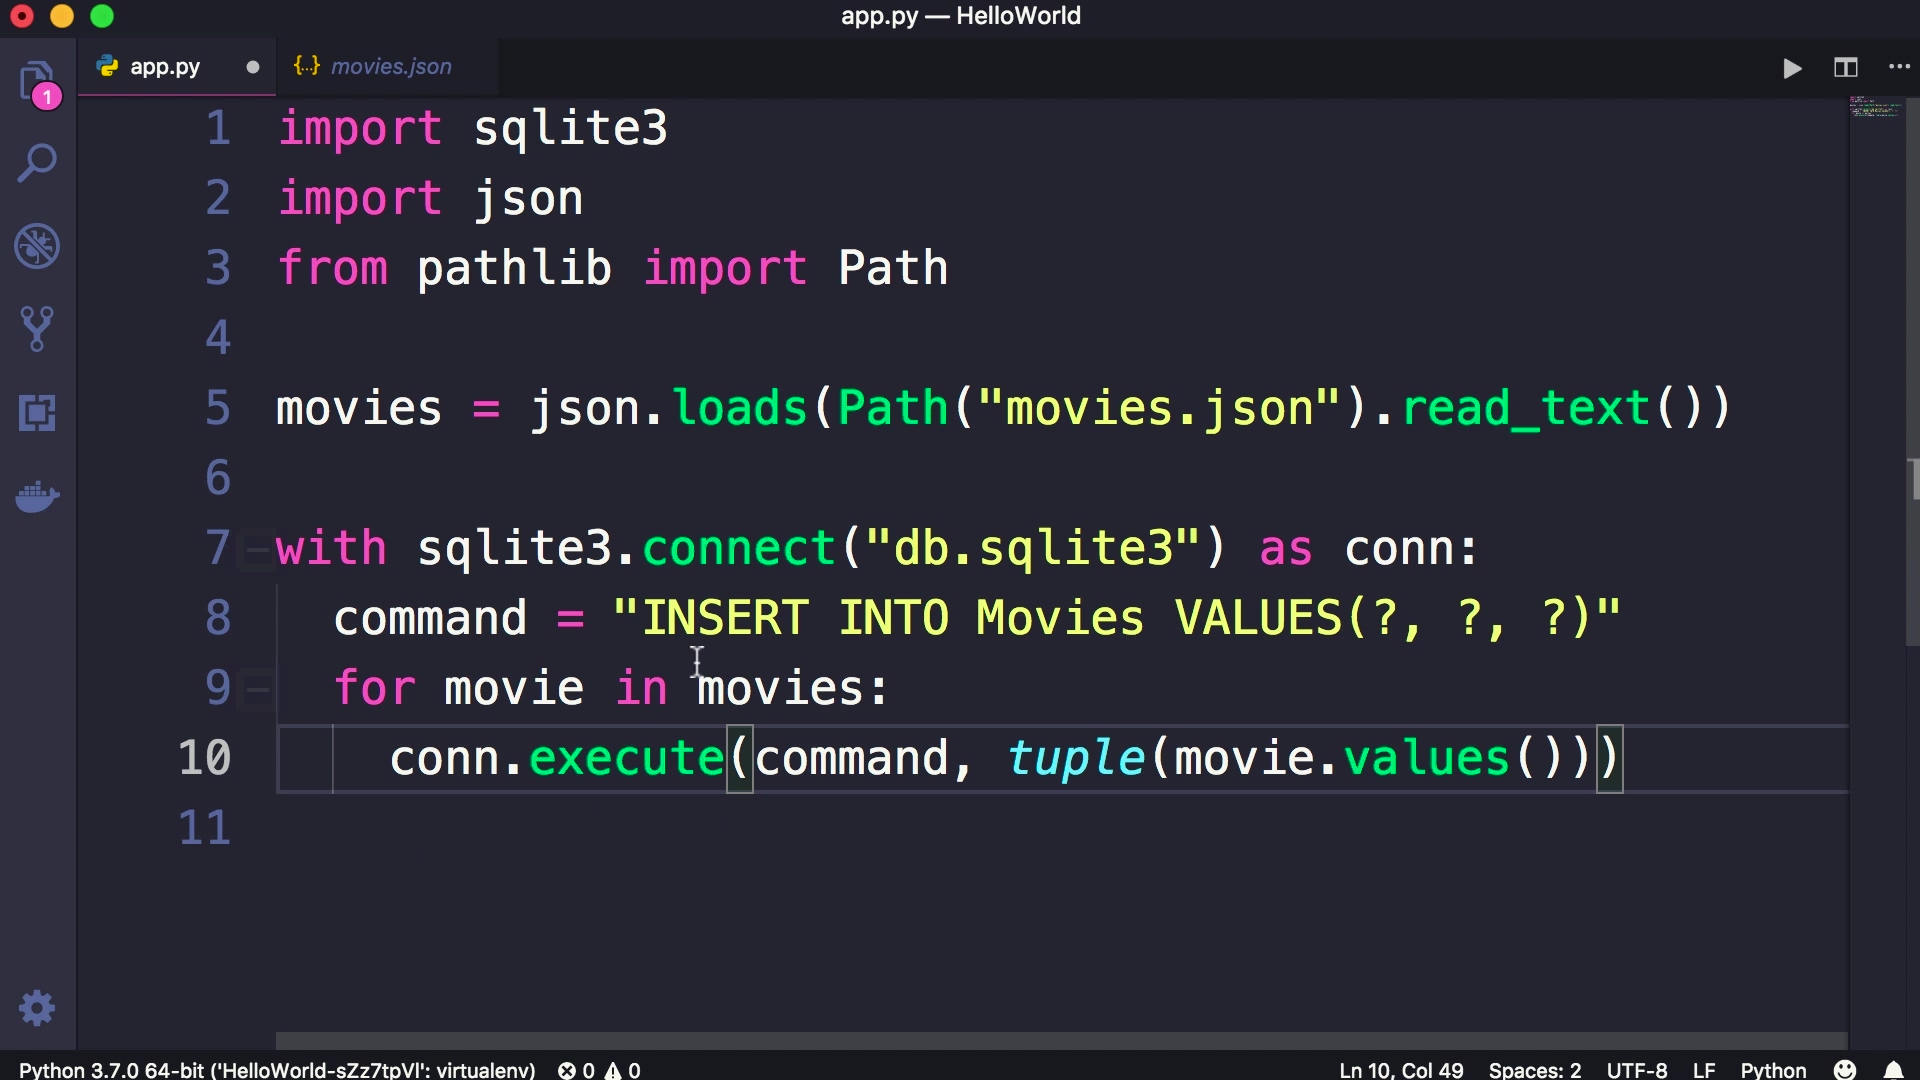 app.py — HelloWorld
app.py
{..} movies.json
1
1 import sqlite3
2 import json
3 from pathlib import Path
4
5 movies = json.loads(Path("movies.json").read_text())
6
7 with sqlite3.connect("db.sqlite3") as conn:
8 command = "INSERT INTO Movies VALUES(?, ?, ?)"
9 for movie in movies:
10 conn.execute(command, tuple(movie.values()))
11
Python 3.7.0 64-bit ('HelloWorld-sZz7tpVl': virtualenv) 0 0 Ln 10, Col 49 Spaces: 2 UTF-8 LF Python